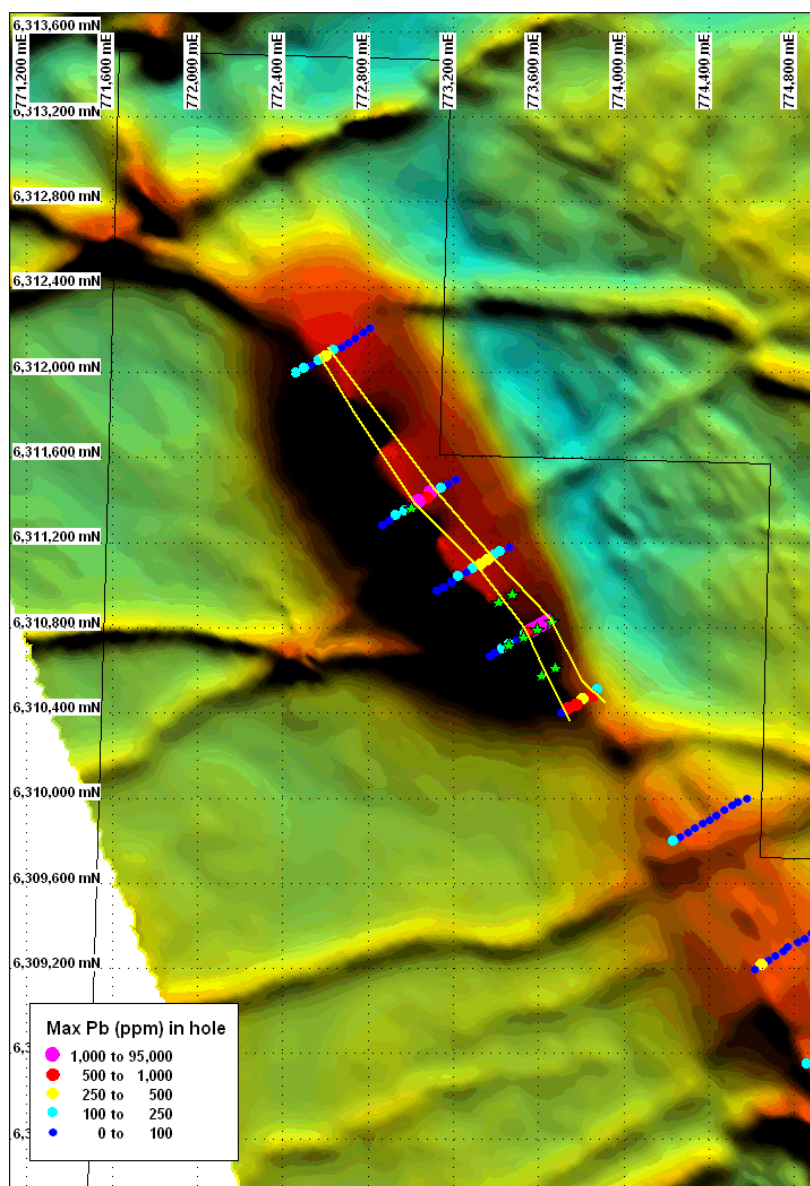 6,313,600 mN
771,200 mE
771,600 mE
772,000 mE
772,400 mE
772,800 mE
773,200 mE
773,600 mE
774,000 mE
774,400 mE
774,800 mE
6,313,200 mN
6,312,800 mN
6,312,400 mN
6,312,000 mN
6,311,600 mN
6,311,200 mN
6,310,800 mN
6,310,400 mN
6,310,000 mN
6,309,600 mN
6,309,200 mN
Max Pb (ppm) in hole
1,000 to 95,000
500 to 1,000
250 to 500
100 to 250
0 to 100